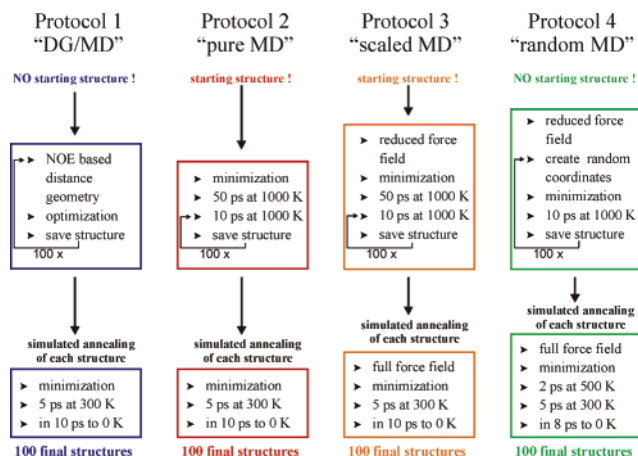 Protocol 1
“DG/MD”
NO starting structure !
➤ NOE based
distance
geometry
➤ optimization
➤ save structure
100 x
simulated annealing
of each structure
➤ minimization
➤ 5 ps at 300 K
➤ in 10 ps to 0 K
100 final structures
Protocol 2
“pure MD”
starting structure !
➤ minimization
➤ 50 ps at 1000 K
➤ 10 ps at 1000 K
➤ save structure
100 x
simulated annealing
of each structure
➤ minimization
➤ 5 ps at 300 K
➤ in 10 ps to 0 K
100 final structures
Protocol 3
“scaled MD”
starting structure !
➤ reduced force
field
➤ minimization
➤ 50 ps at 1000 K
➤ 10 ps at 1000 K
➤ save structure
100 x
simulated annealing
of each structure
➤ full force field
➤ minimization
➤ 5 ps at 300 K
➤ in 10 ps to 0 K
100 final structures
Protocol 4
“random MD”
NO starting structure !
➤ reduced force
field
➤ create random
coordinates
➤ minimization
➤ 10 ps at 1000 K
➤ save structure
100 x
simulated annealing
of each structure
➤ full force field
➤ minimization
➤ 2 ps at 500 K
➤ 5 ps at 300 K
➤ in 8 ps to 0 K
100 final structures